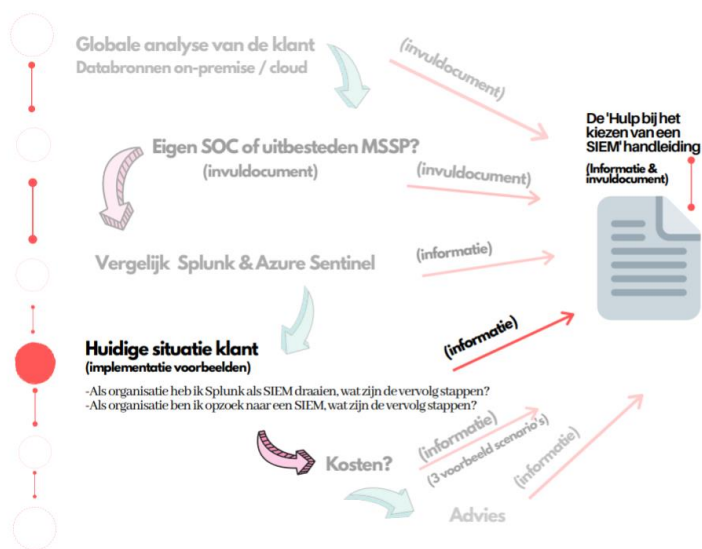 Globale analyse van de klant
Databronnen on-premise / cloud
(invuldocument)
De 'Hulp bij het
kiezen van een
SIEM' handleiding
(Informatie &
invuldocument)
Eigen SOC of uitbesteden MSSP?
(invuldocument)
(invuldocument)
Vergelijk Splunk & Azure Sentinel
(informatie)
Huidige situatie klant
(implementatie voorbeelden)
(informatie)
-Als organisatie heb ik Splunk als SIEM draaien, wat zijn de vervolg stappen?
-Als organisatie ben ik opzoek naar een SIEM, wat zijn de vervolg stappen?
Kosten?
(informatie)
(3 voorbeeld scenario's)
(informatie)
Advies